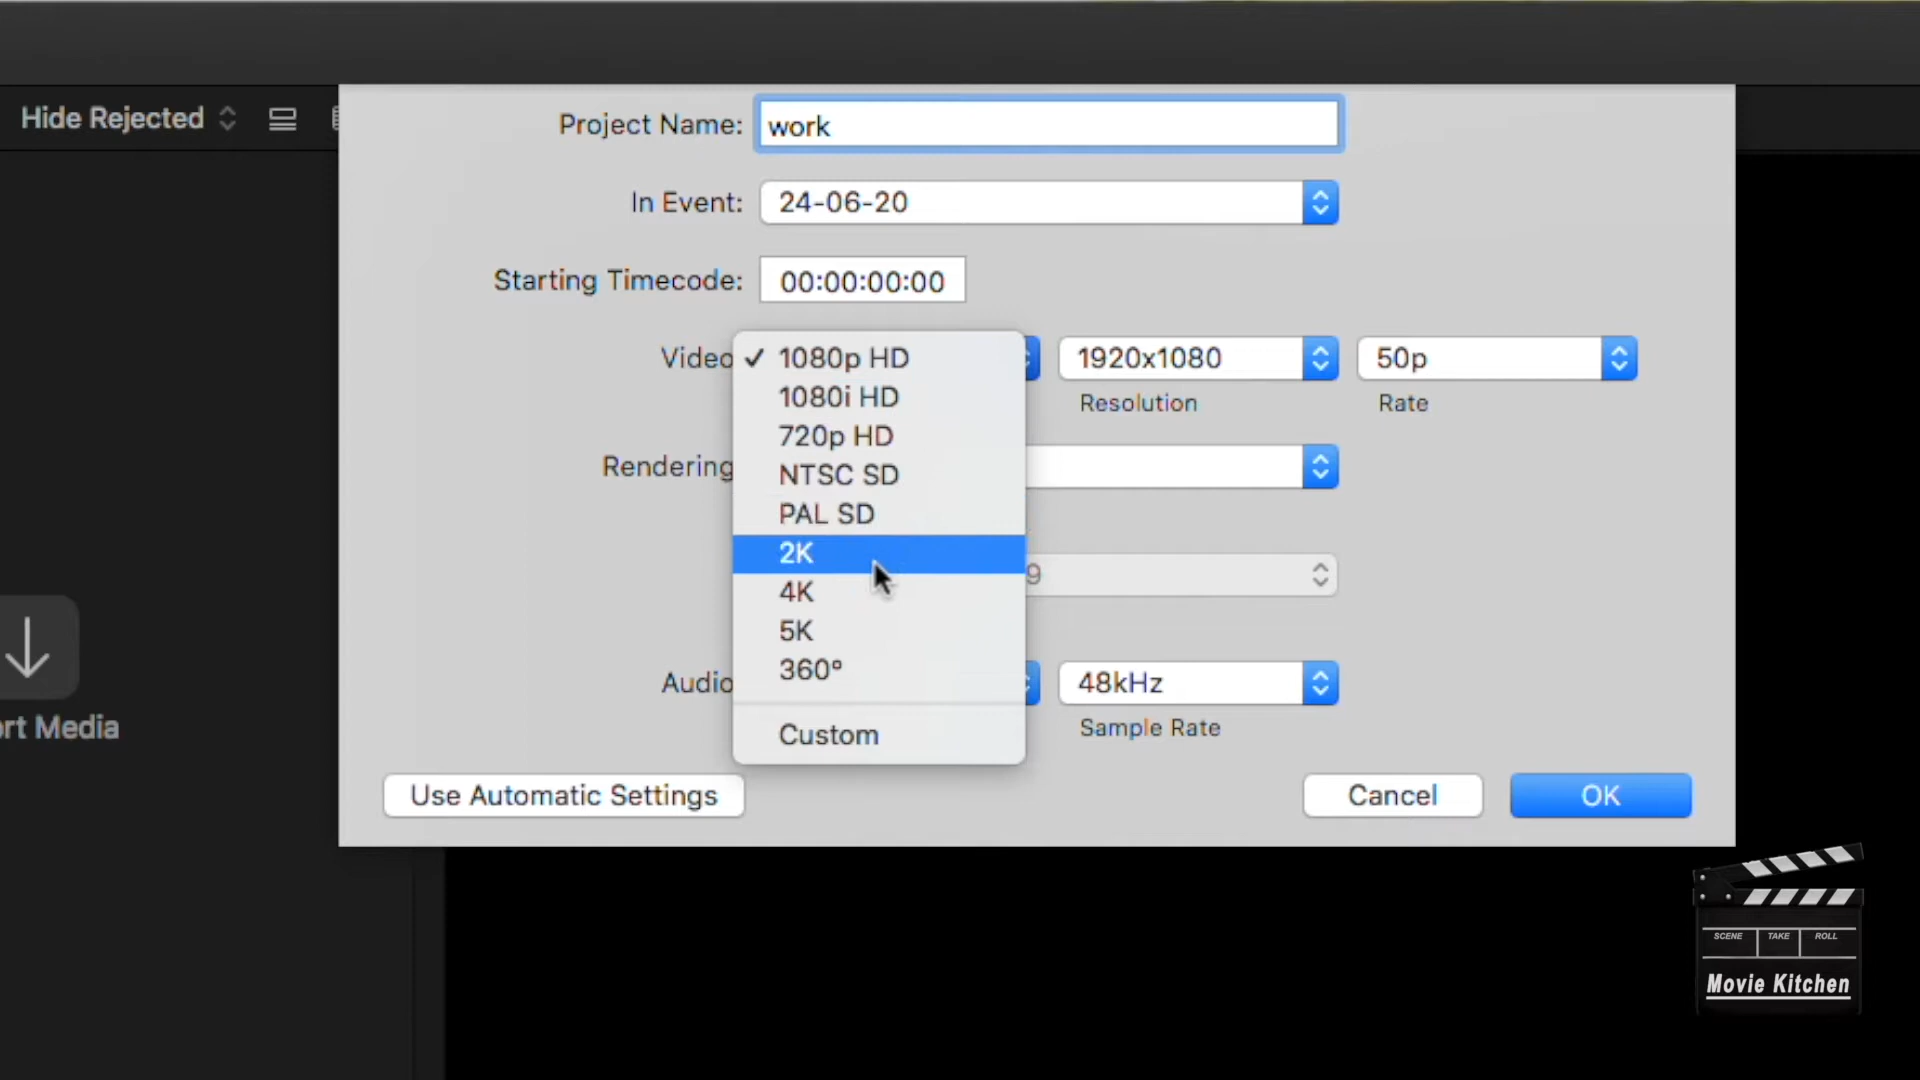 Hide Rejected
Project Name: work
In Event: 24-06-20
Starting Timecode: 00:00:00:00
Video
✓ 1080p HD
1080i HD
720p HD
NTSC SD
PAL SD
2K
4K
5K
360°
Custom
1920x1080
Resolution
50p
Rate
Rendering
9
Audio
48kHz
Sample Rate
rt Media
Use Automatic Settings
Cancel
OK
SCENE TAKE ROLL
Movie Kitchen